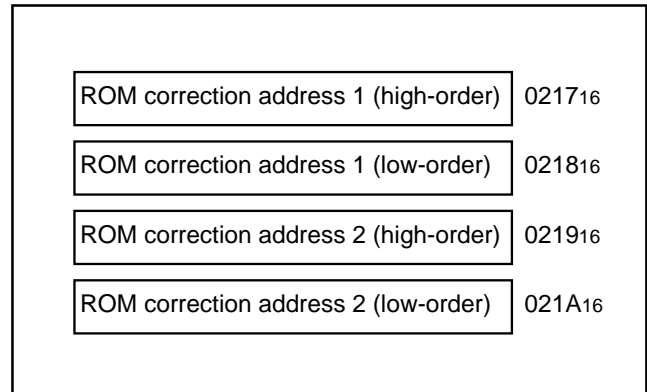 ROM correction address 1 (high-order) 0217₁₆
ROM correction address 1 (low-order) 0218₁₆
ROM correction address 2 (high-order) 0219₁₆
ROM correction address 2 (low-order) 021A₁₆